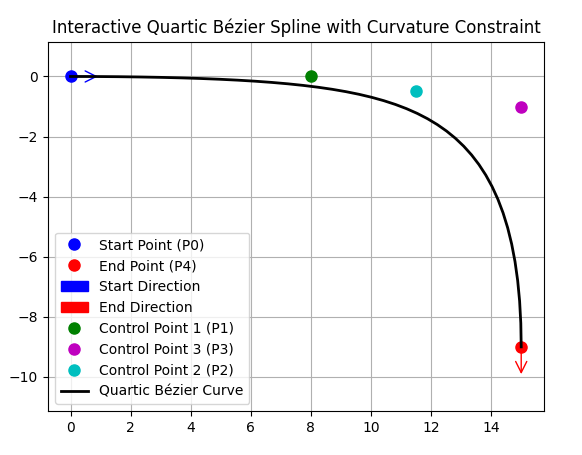 Interactive Quartic Bézier Spline with Curvature Constraint
0
−2
−4
−6
−8
−10
Start Point (P0)
End Point (P4)
Start Direction
End Direction
Control Point 1 (P1)
Control Point 3 (P3)
Control Point 2 (P2)
Quartic Bézier Curve
0 2 4 6 8 10 12 14